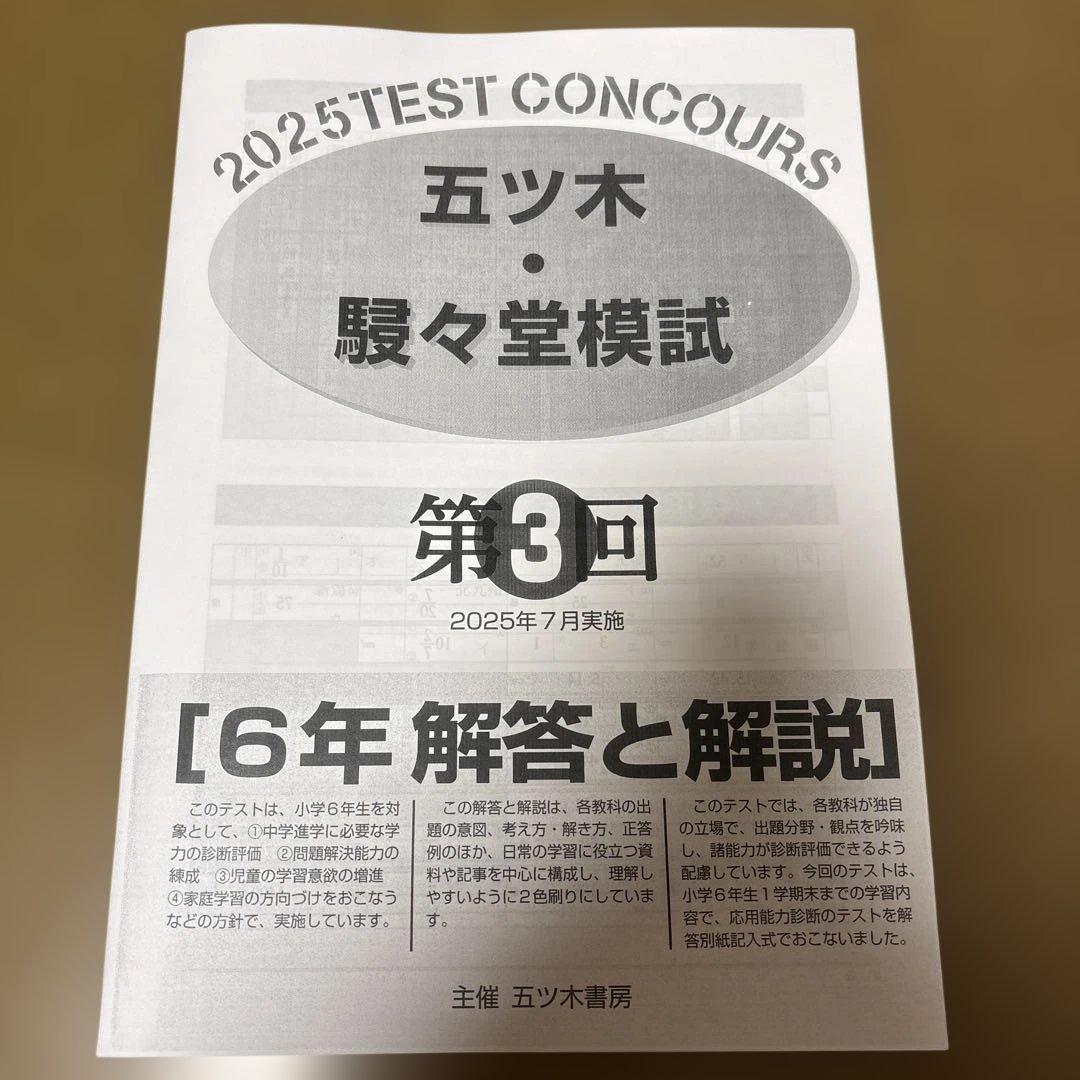 2025TEST CONCOURS
五ツ木
・
駸々堂模試
第3回
2025年7月実施
[6年 解答と解説]
このテストは、小学6年生を対
象として、①中学進学に必要な学
力の診断評価 ②問題解決能力の
練成 ③児童の学習意欲の増進
④家庭学習の方向づけをおこなう
などの方針で、実施しています。
この解答と解説は、各教科の出
題の意図、考え方・解き方、正答
例のほか、日常の学習に役立つ資
料や記事を中心に構成し、理解し
やすいように2色刷りにしていま
す。
このテストでは、各教科が独自
の立場で、出題分野・観点を吟味
し、諸能力が診断評価できるよう
配慮しています。今回のテストは、
小学6年生1学期末までの学習内
容で、応用能力診断のテストを解
答別紙記入式でおこないました。
主催 五ツ木書房